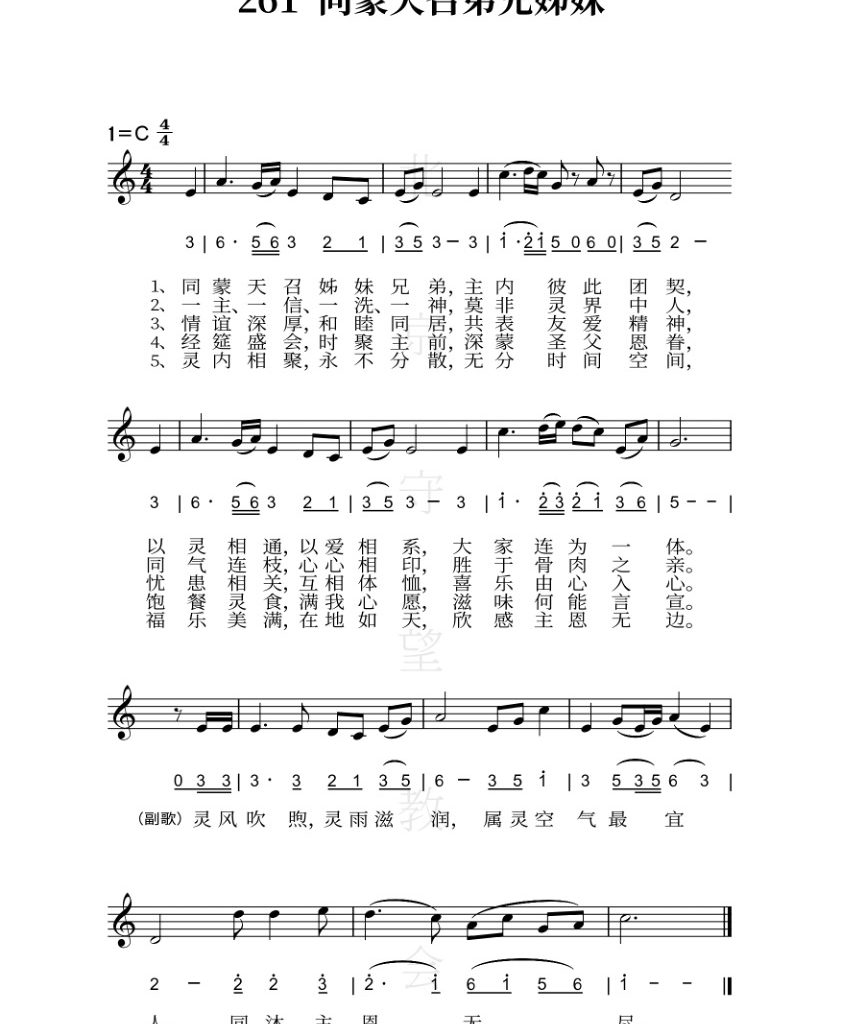 261 同蒙天召弟兄姊妹
1=C 4/4
3 | 6 · 5 6 3 2 1 | 3 5 3 – 3 | 1 · 2 1 5 0 6 0 | 3 5 2 –
1、同蒙天召姊妹兄弟,主内彼此团契,
2、一主、一信、一洗、一神,莫非灵界中人,
3、情谊深厚,和睦同居,共表友爱精神,
4、经筵盛会,时聚主前,深蒙圣父恩眷,
5、灵内相聚,永不分散,无分时间空间,
3 | 6 · 5 6 3 2 1 | 3 5 3 – 3 | 1 · 2 3 2 1 3 6 | 5 – – |
以灵相通,以爱相系,大家连为一体。
同气连枝,心心相印,胜于骨肉之亲。
忧患相关,互相体恤,喜乐由心入心。
饱餐灵食,满我心愿,滋味何能言宣。
福乐美满,在地如天,欣感主恩无边。
0 3 3 | 3 · 3 2 1 3 5 | 6 – 3 5 1 | 3 5 3 5 6 3 |
(副歌)灵风吹煦,灵雨滋润,属灵空气最宜
2 – 2 2 3 | 2 · 1 6 1 5 6 | 1 – – ||
人同沐主恩无尽
守望教会